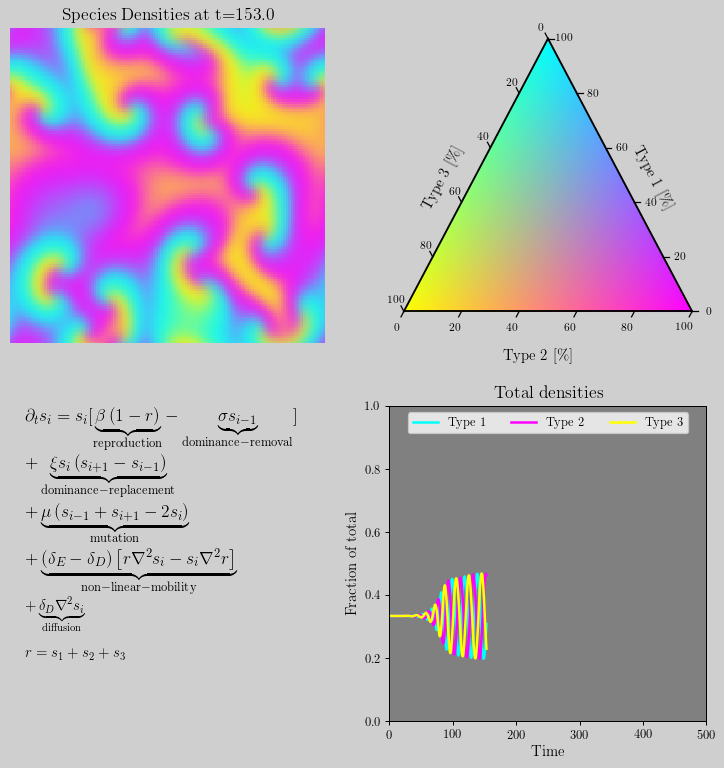 Species Densities at t=153.0
0
100
20
80
40
60
Type 3 [%]
Type 1 [%]
60
40
80
20
100
0
0 20 40 60 80 100
Type 2 [%]
∂ₜsᵢ = sᵢ[β (1 − r) − σsᵢ₋₁ ]
reproduction dominance−removal
+ ξsᵢ (sᵢ₊₁ − sᵢ₋₁)
dominance−replacement
+ μ (sᵢ₋₁ + sᵢ₊₁ − 2sᵢ)
mutation
+ (δ_E − δ_D) [r∇²sᵢ − sᵢ∇²r]
non−linear−mobility
+ δ_D∇²sᵢ
diffusion
r = s₁ + s₂ + s₃
Total densities
Type 1 Type 2 Type 3
1.0
0.8
0.6
0.4
0.2
0.0
Fraction of total
0 100 200 300 400 500
Time